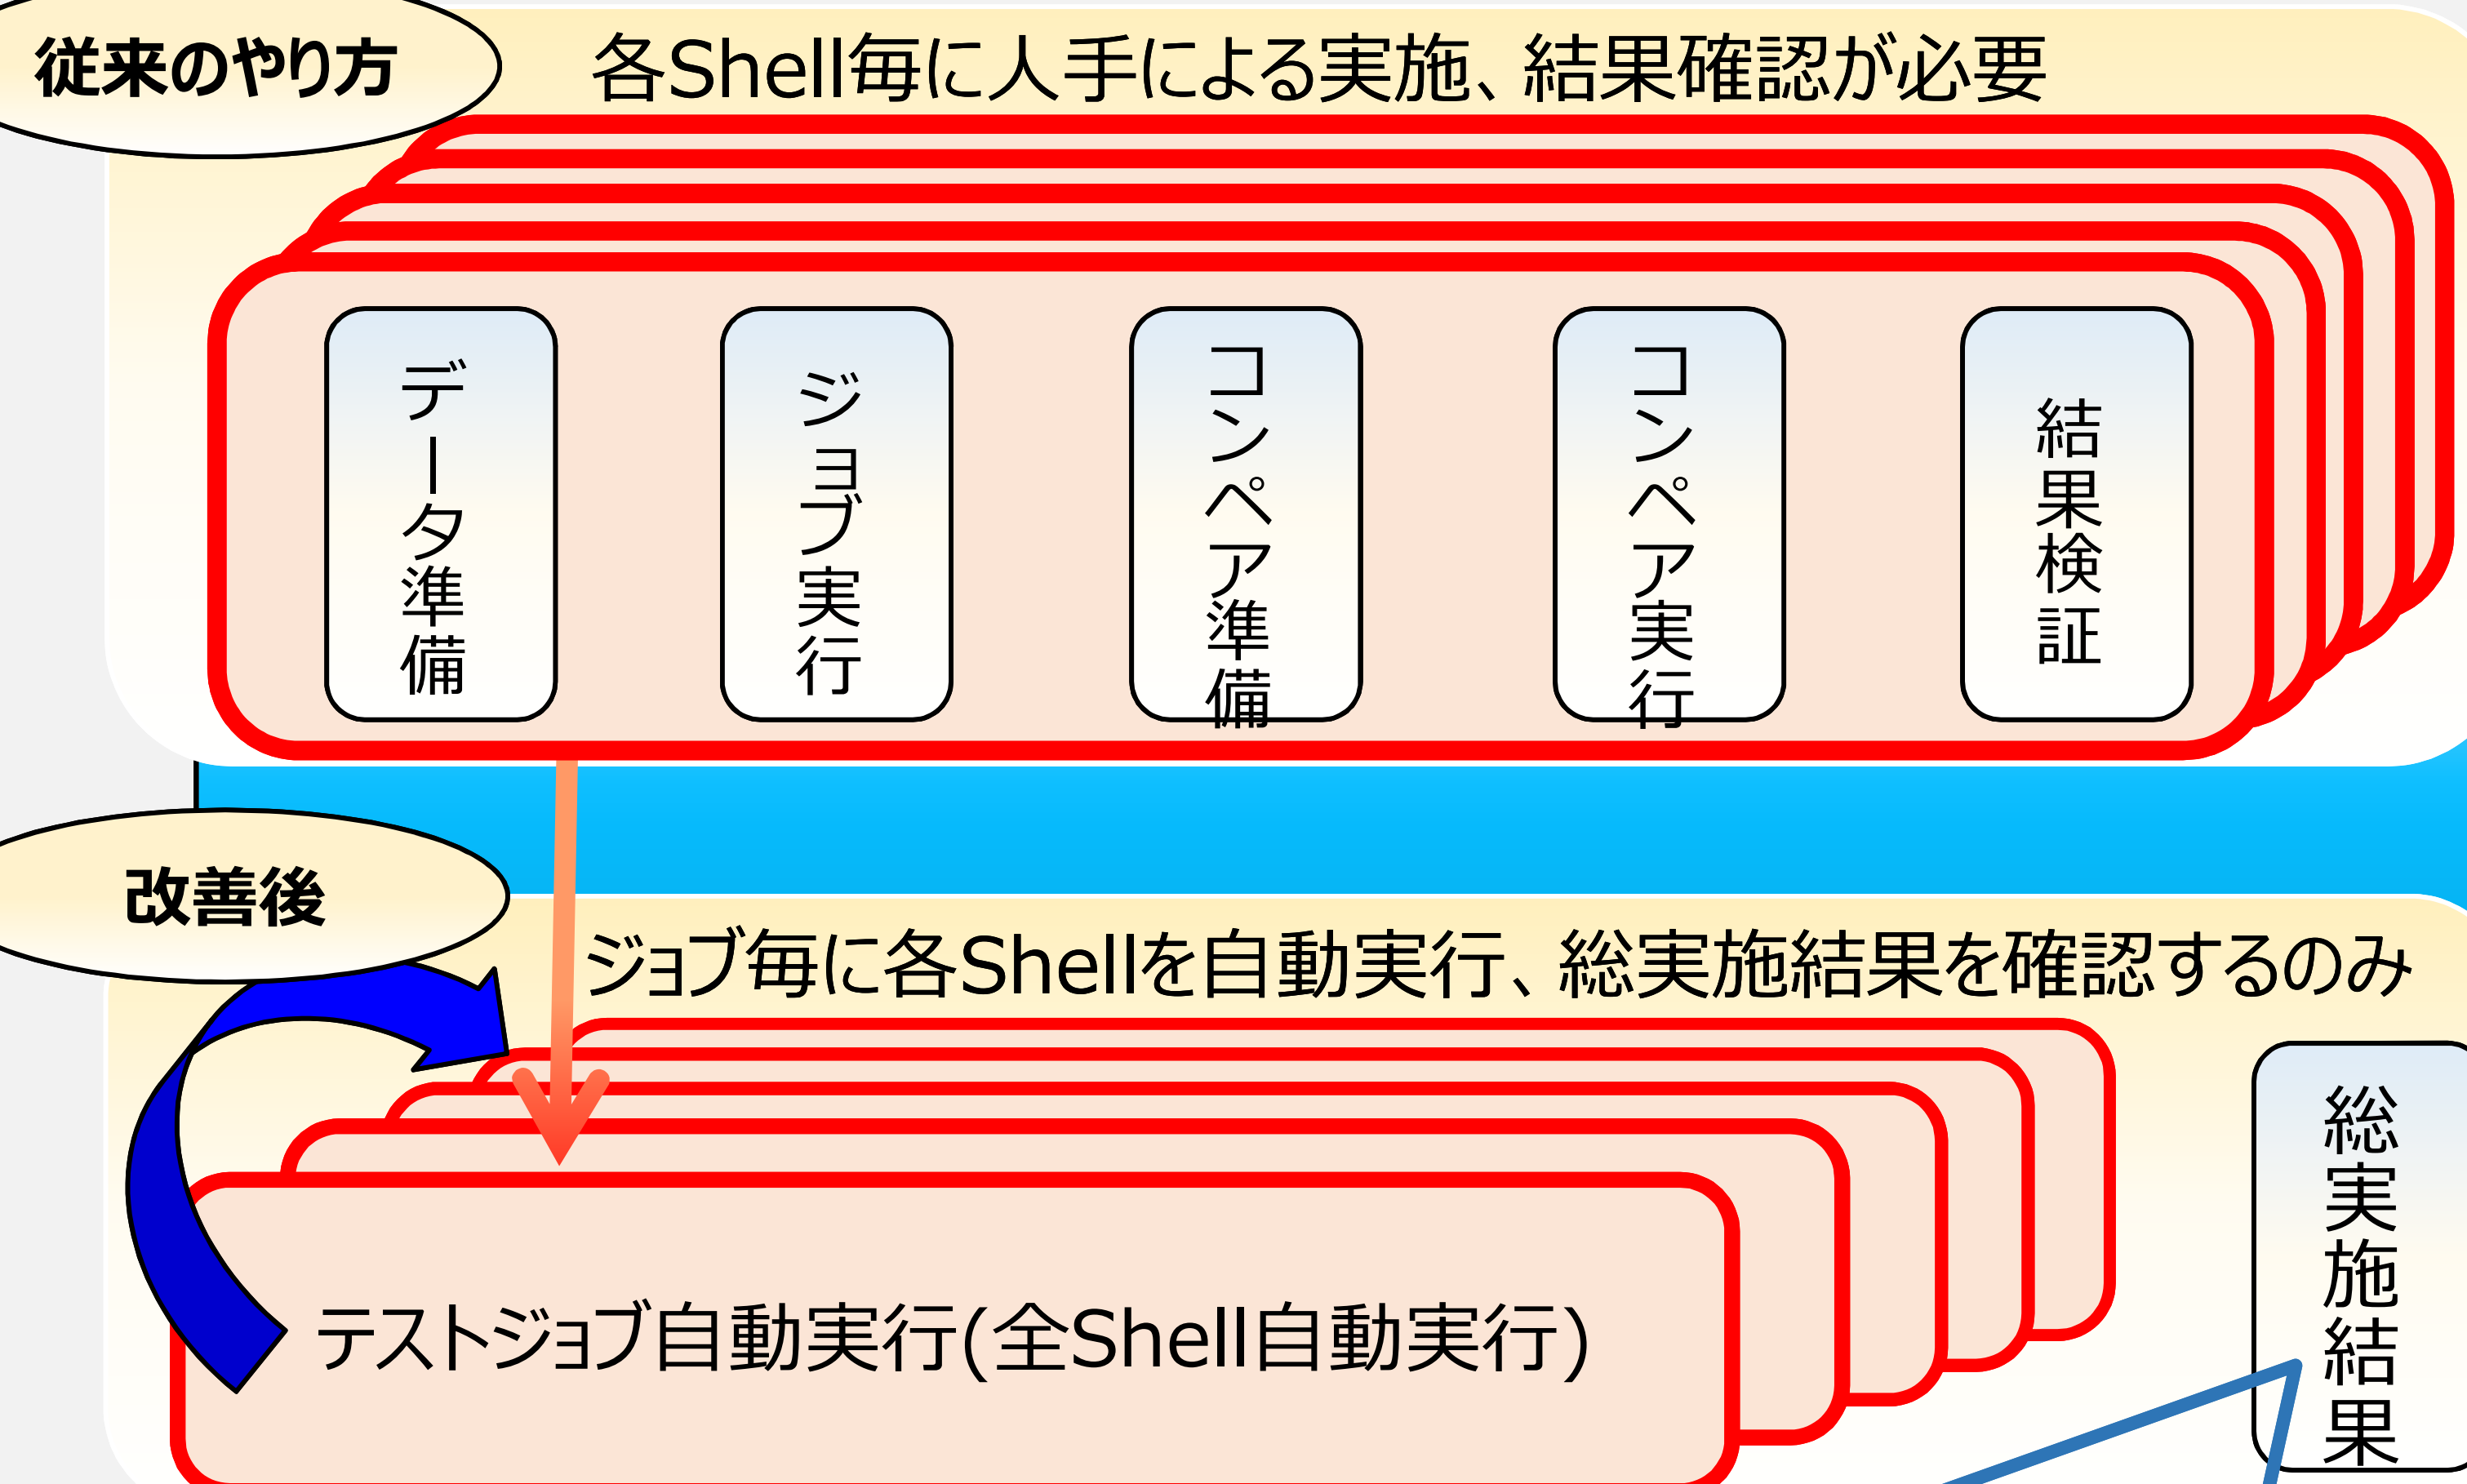 従来のやり方
各Shell毎に人手による実施、結果確認が必要
データ準備
ジョブ実行
コンペア準備
コンペア実行
結果検証
改善後
ジョブ毎に各Shellを自動実行、総実施結果を確認するのみ
テストジョブ自動実行(全Shell自動実行)
総実施結果